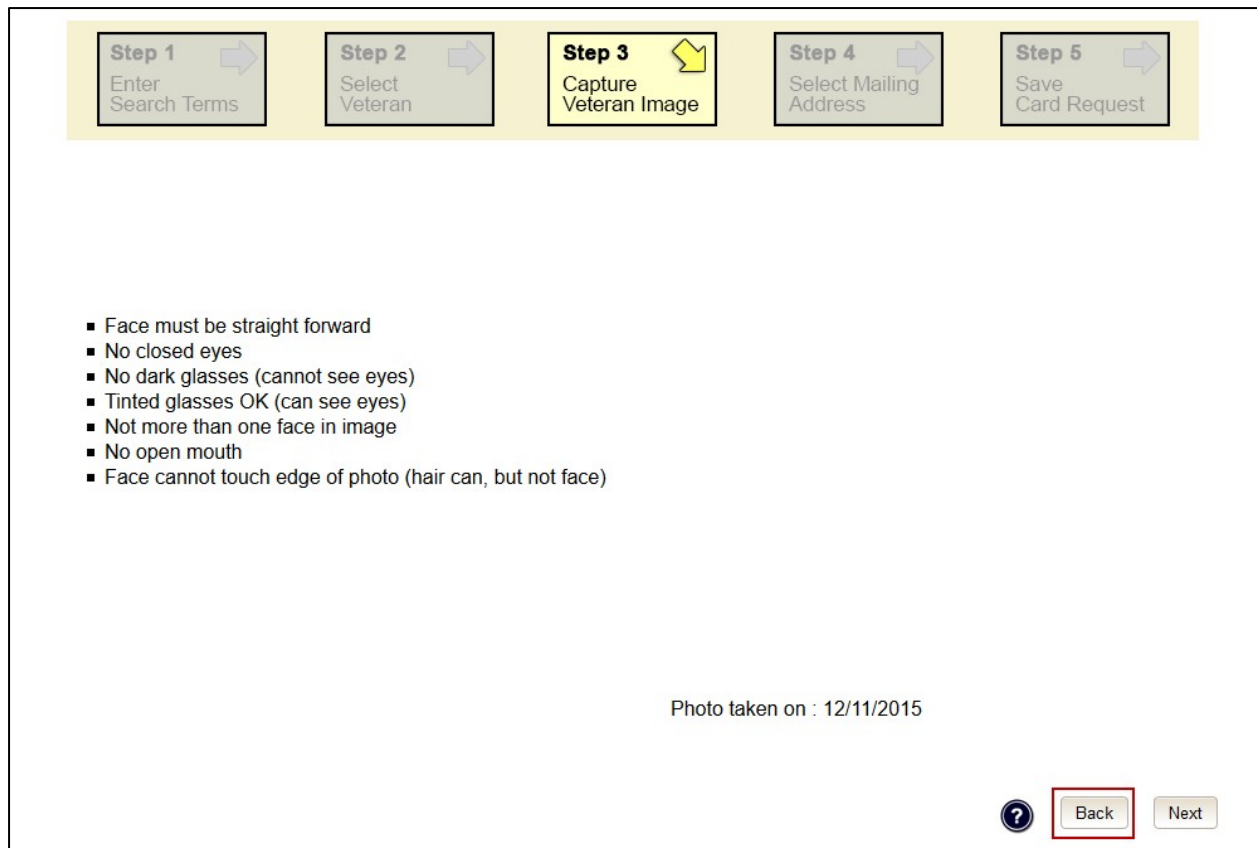 Step 1
Enter
Search Terms
Step 2
Select
Veteran
Step 3
Capture
Veteran Image
Step 4
Select Mailing
Address
Step 5
Save
Card Request
▪ Face must be straight forward
▪ No closed eyes
▪ No dark glasses (cannot see eyes)
▪ Tinted glasses OK (can see eyes)
▪ Not more than one face in image
▪ No open mouth
▪ Face cannot touch edge of photo (hair can, but not face)
Photo taken on : 12/11/2015
?
Back
Next